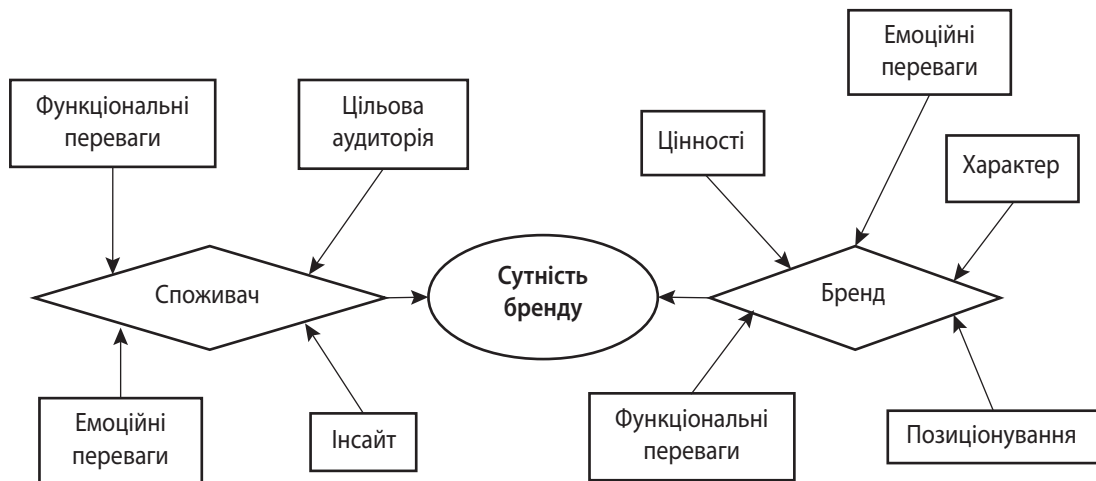 Емоційні
переваги
Функціональні
переваги
Цільова
аудиторія
Цінності
Характер
Споживач
Сутність
бренду
Бренд
Емоційні
переваги
Інсайт
Функціональні
переваги
Позиціонування